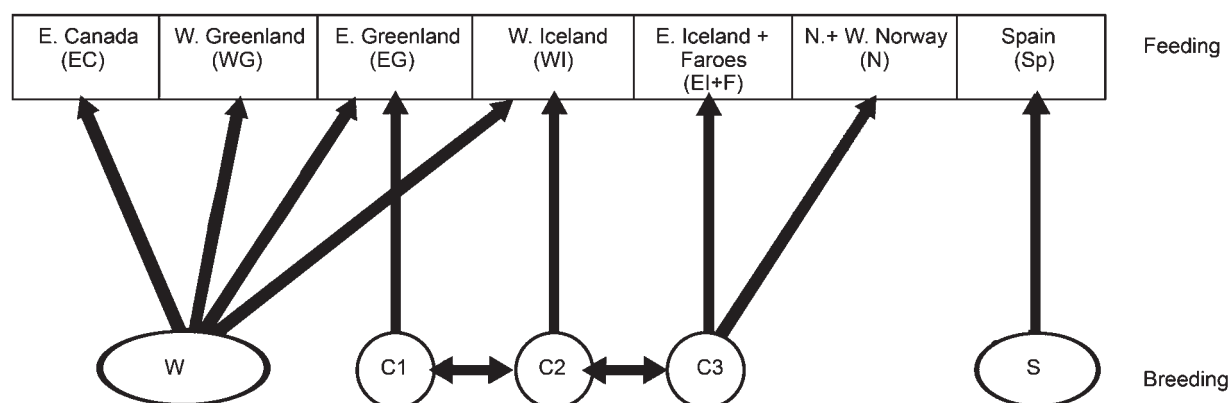 E. Canada
(EC)
W. Greenland
(WG)
E. Greenland
(EG)
W. Iceland
(WI)
E. Iceland +
Faroes
(EI+F)
N.+ W. Norway
(N)
Spain
(Sp)
Feeding
W
C1
C2
C3
S
Breeding